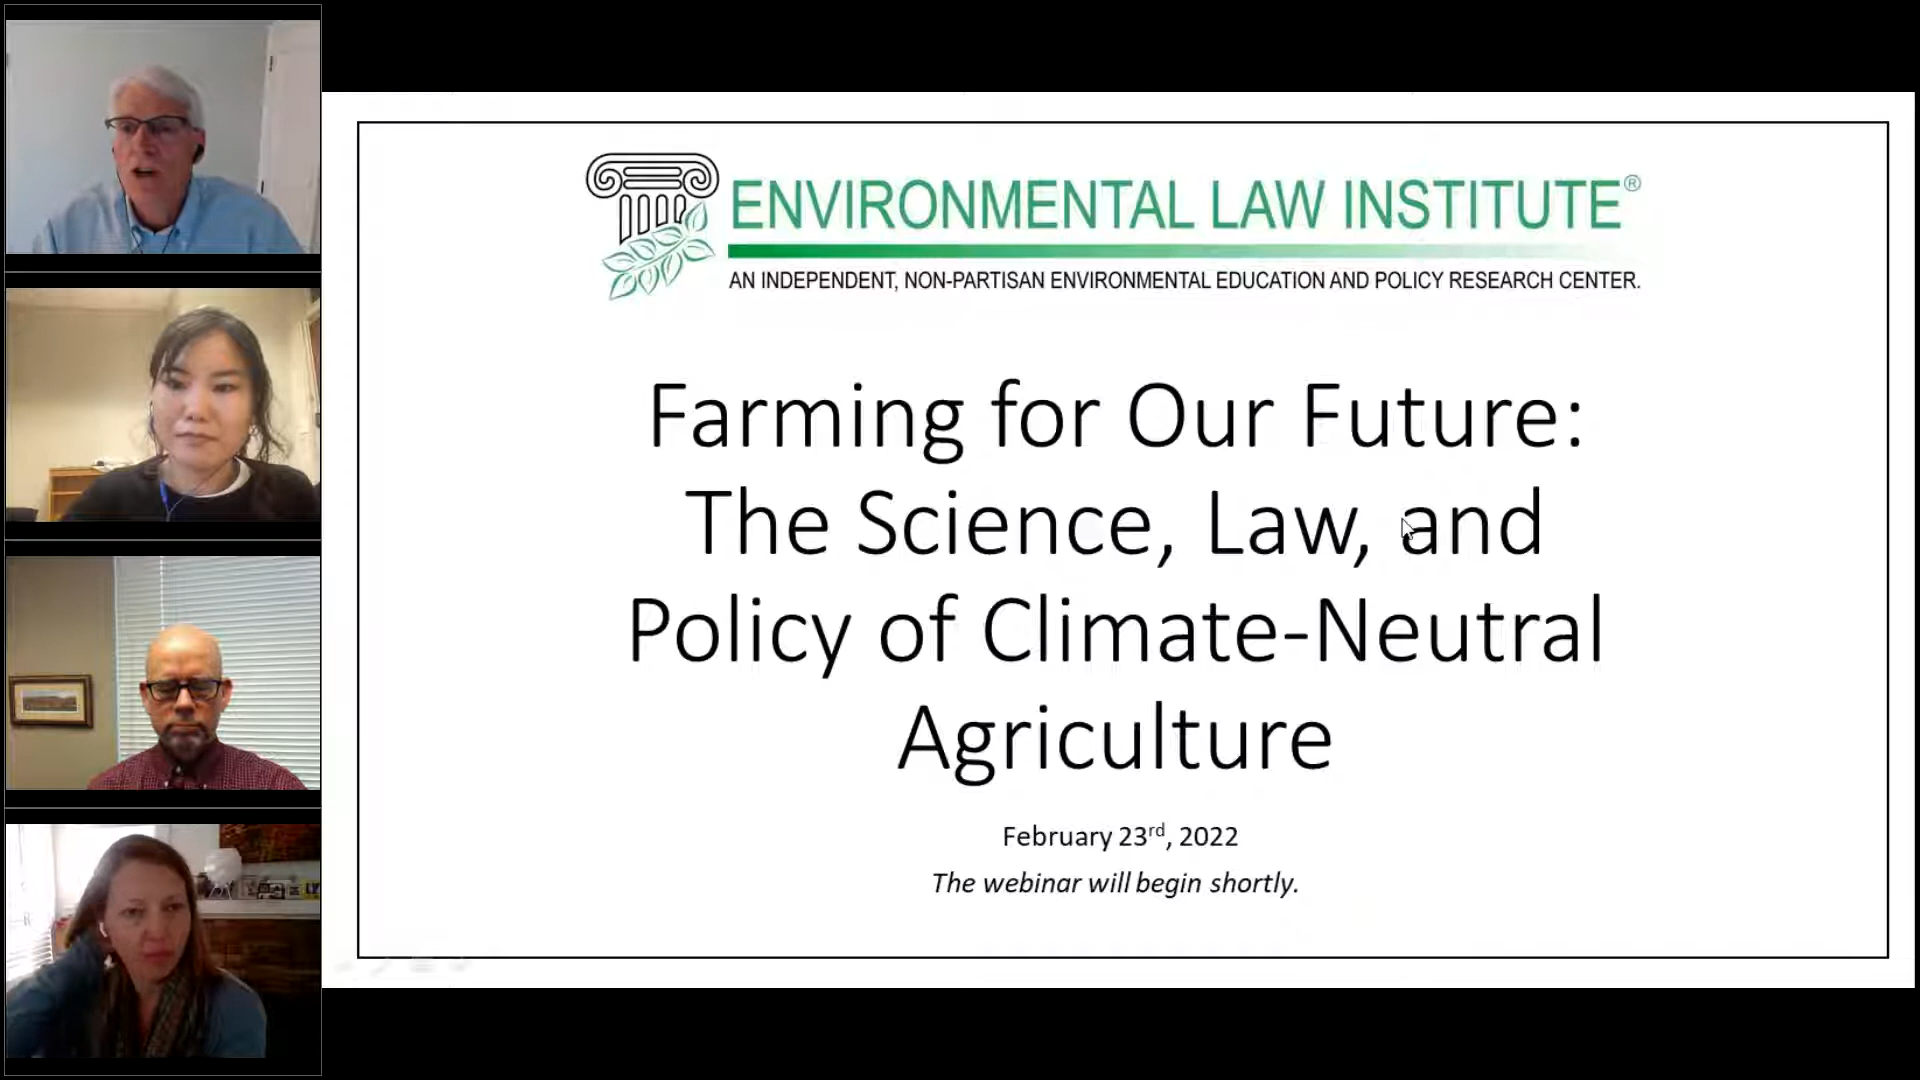 ENVIRONMENTAL LAW INSTITUTE®
AN INDEPENDENT, NON-PARTISAN ENVIRONMENTAL EDUCATION AND POLICY RESEARCH CENTER.
Farming for Our Future:
The Science, Law, and
Policy of Climate-Neutral
Agriculture
February 23rd, 2022
The webinar will begin shortly.